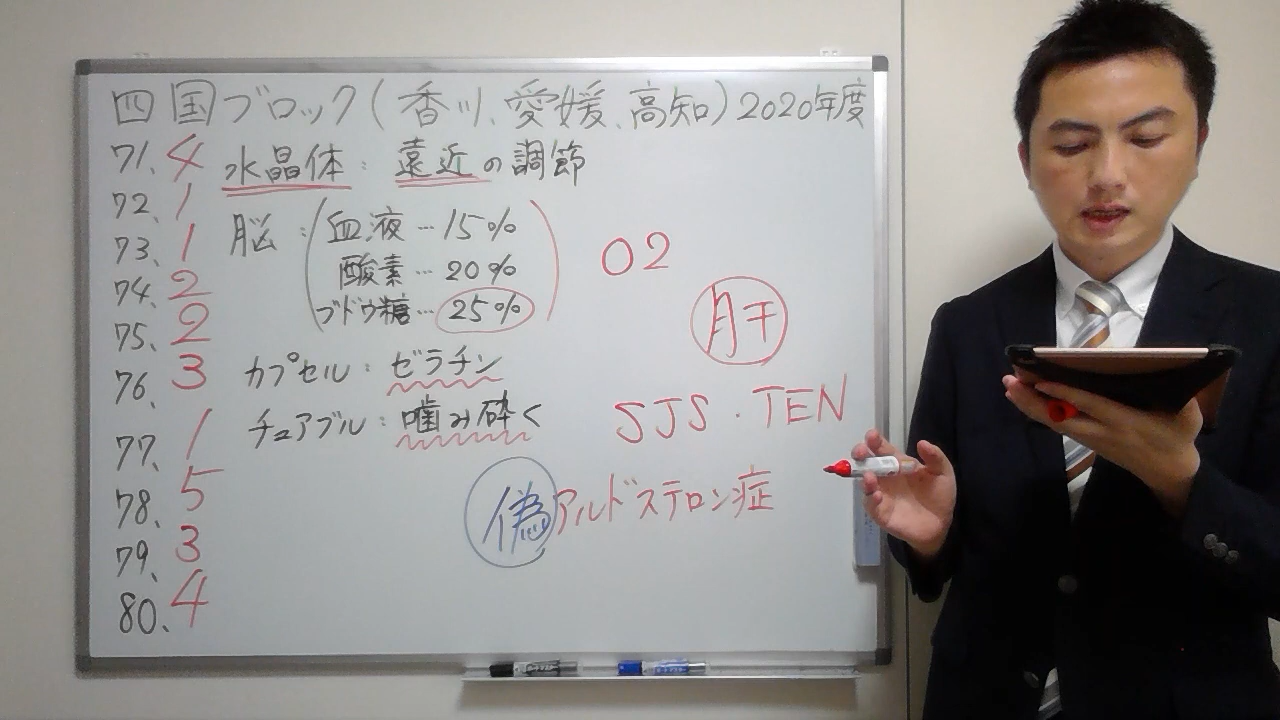 四国ブロック(香川、愛媛、高知)2020年度
71、4 水晶体：遠近の調節
72、1
73、1 脳：(血液…15%
酸素…20%
ブドウ糖…25%)
O2
74、2
75、2
肝
76、3 カプセル：ゼラチン
77、1 チュアブル：噛み砕く
SJS・TEN
78、5 偽アルドステロン症
79、3
80、4